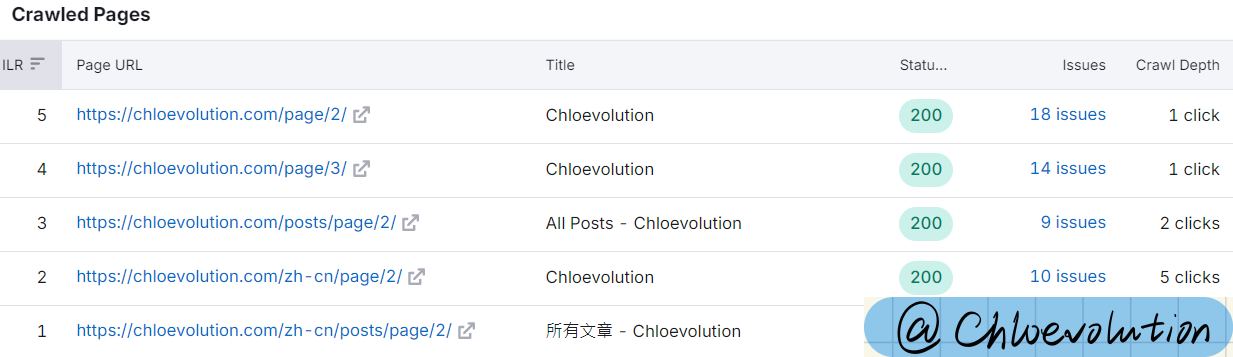 Crawled Pages
ILR Page URL Title Statu... Issues Crawl Depth
5 https://chloevolution.com/page/2/ Chloevolution 200 18 issues 1 click
4 https://chloevolution.com/page/3/ Chloevolution 200 14 issues 1 click
3 https://chloevolution.com/posts/page/2/ All Posts - Chloevolution 200 9 issues 2 clicks
2 https://chloevolution.com/zh-cn/page/2/ Chloevolution 200 10 issues 5 clicks
1 https://chloevolution.com/zh-cn/posts/page/2/ 所有文章 - Chloevolution
@Chloevolution